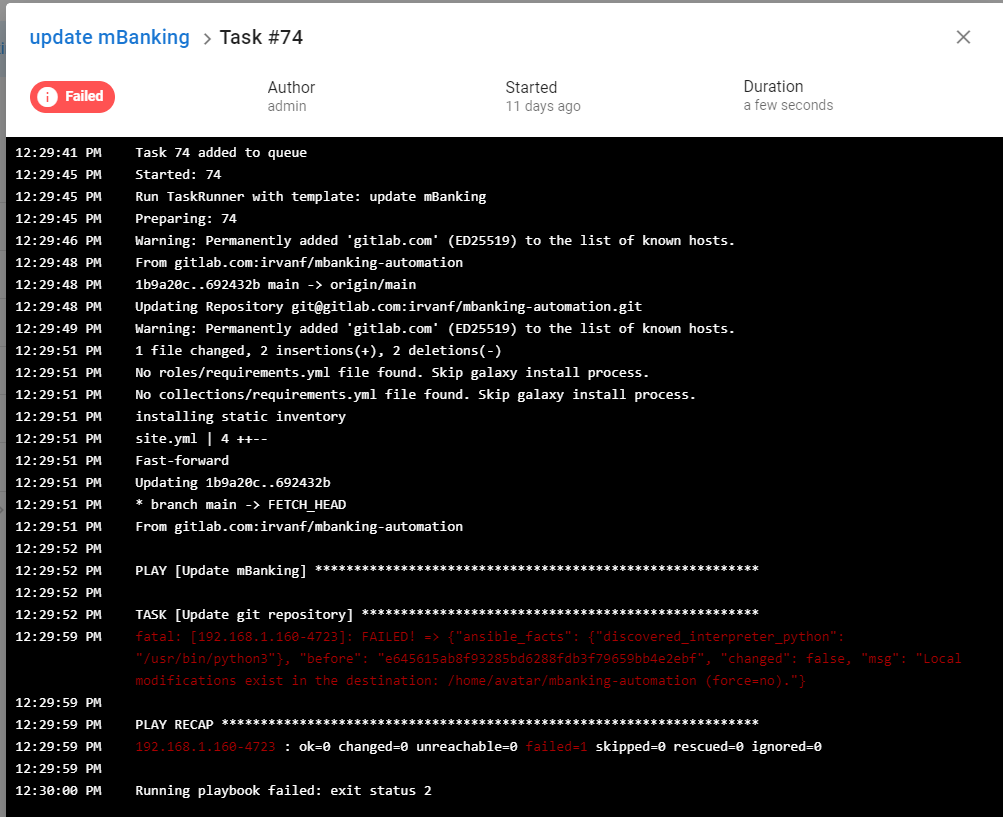 update mBanking > Task #74
Failed
Author
admin
Started
11 days ago
Duration
a few seconds
12:29:41 PM Task 74 added to queue
12:29:45 PM Started: 74
12:29:45 PM Run TaskRunner with template: update mBanking
12:29:45 PM Preparing: 74
12:29:46 PM Warning: Permanently added 'gitlab.com' (ED25519) to the list of known hosts.
12:29:48 PM From gitlab.com:irvanf/mbanking-automation
12:29:48 PM 1b9a20c..692432b main -> origin/main
12:29:48 PM Updating Repository git@gitlab.com:irvanf/mbanking-automation.git
12:29:49 PM Warning: Permanently added 'gitlab.com' (ED25519) to the list of known hosts.
12:29:51 PM 1 file changed, 2 insertions(+), 2 deletions(-)
12:29:51 PM No roles/requirements.yml file found. Skip galaxy install process.
12:29:51 PM No collections/requirements.yml file found. Skip galaxy install process.
12:29:51 PM installing static inventory
12:29:51 PM site.yml | 4 ++--
12:29:51 PM Fast-forward
12:29:51 PM Updating 1b9a20c..692432b
12:29:51 PM * branch main -> FETCH_HEAD
12:29:51 PM From gitlab.com:irvanf/mbanking-automation
12:29:52 PM
12:29:52 PM PLAY [Update mBanking] *********************************************************
12:29:52 PM
12:29:52 PM TASK [Update git repository] ***************************************************
12:29:59 PM fatal: [192.168.1.160-4723]: FAILED! => {"ansible_facts": {"discovered_interpreter_python":
"/usr/bin/python3"}, "before": "e645615ab8f93285bd6288fdb3f79659bb4e2ebf", "changed": false, "msg": "Local
modifications exist in the destination: /home/avatar/mbanking-automation (force=no)."}
12:29:59 PM
12:29:59 PM PLAY RECAP *********************************************************************
12:29:59 PM 192.168.1.160-4723 : ok=0 changed=0 unreachable=0 failed=1 skipped=0 rescued=0 ignored=0
12:29:59 PM
12:30:00 PM Running playbook failed: exit status 2